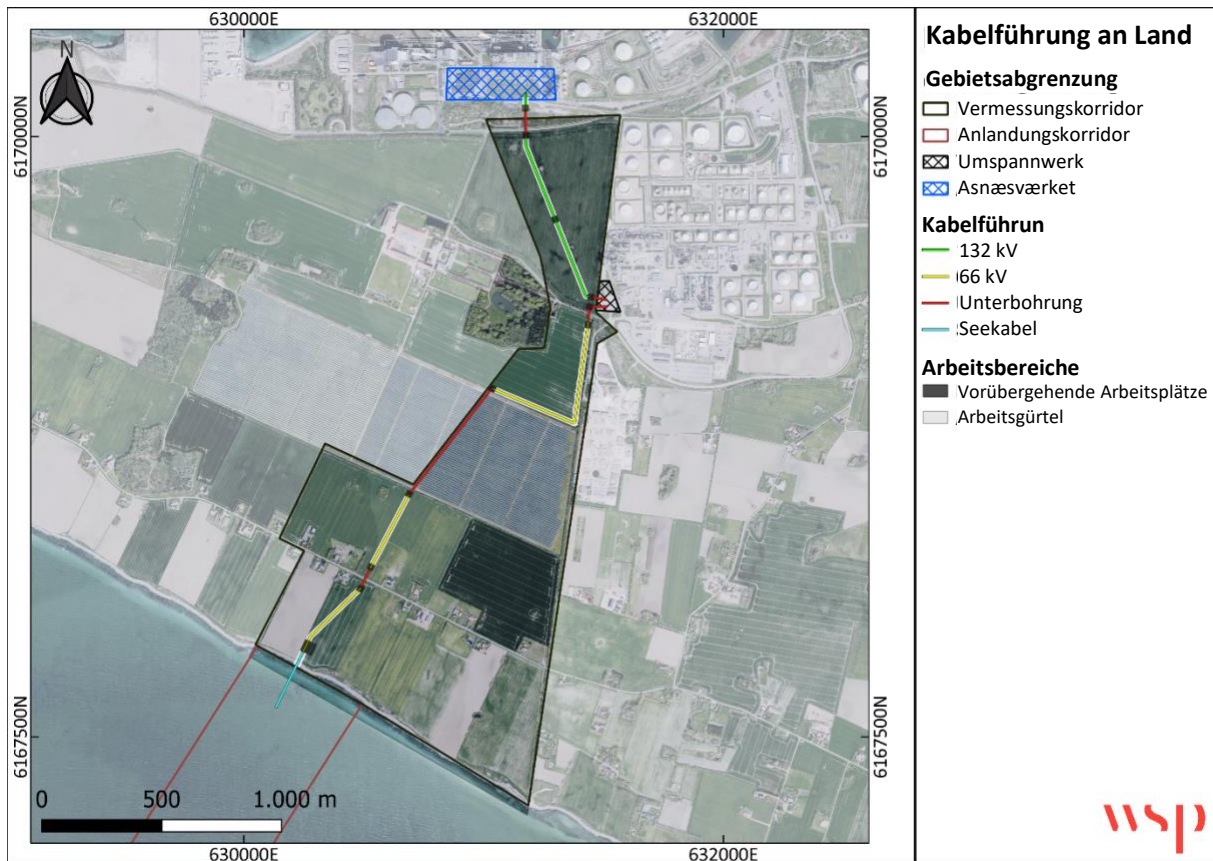 630000E
632000E
N
6170000N
6170000N
6167500N
6167500N
0
500
1.000 m
630000E
632000E
Kabelführung an Land
Gebietsabgrenzung
Vermessungskorridor
Anlandungskorridor
Umspannwerk
Asnæsværket
Kabelführun
132 kV
66 kV
Unterbohrung
Seekabel
Arbeitsbereiche
Vorübergehende Arbeitsplätze
Arbeitsgürtel
wsp